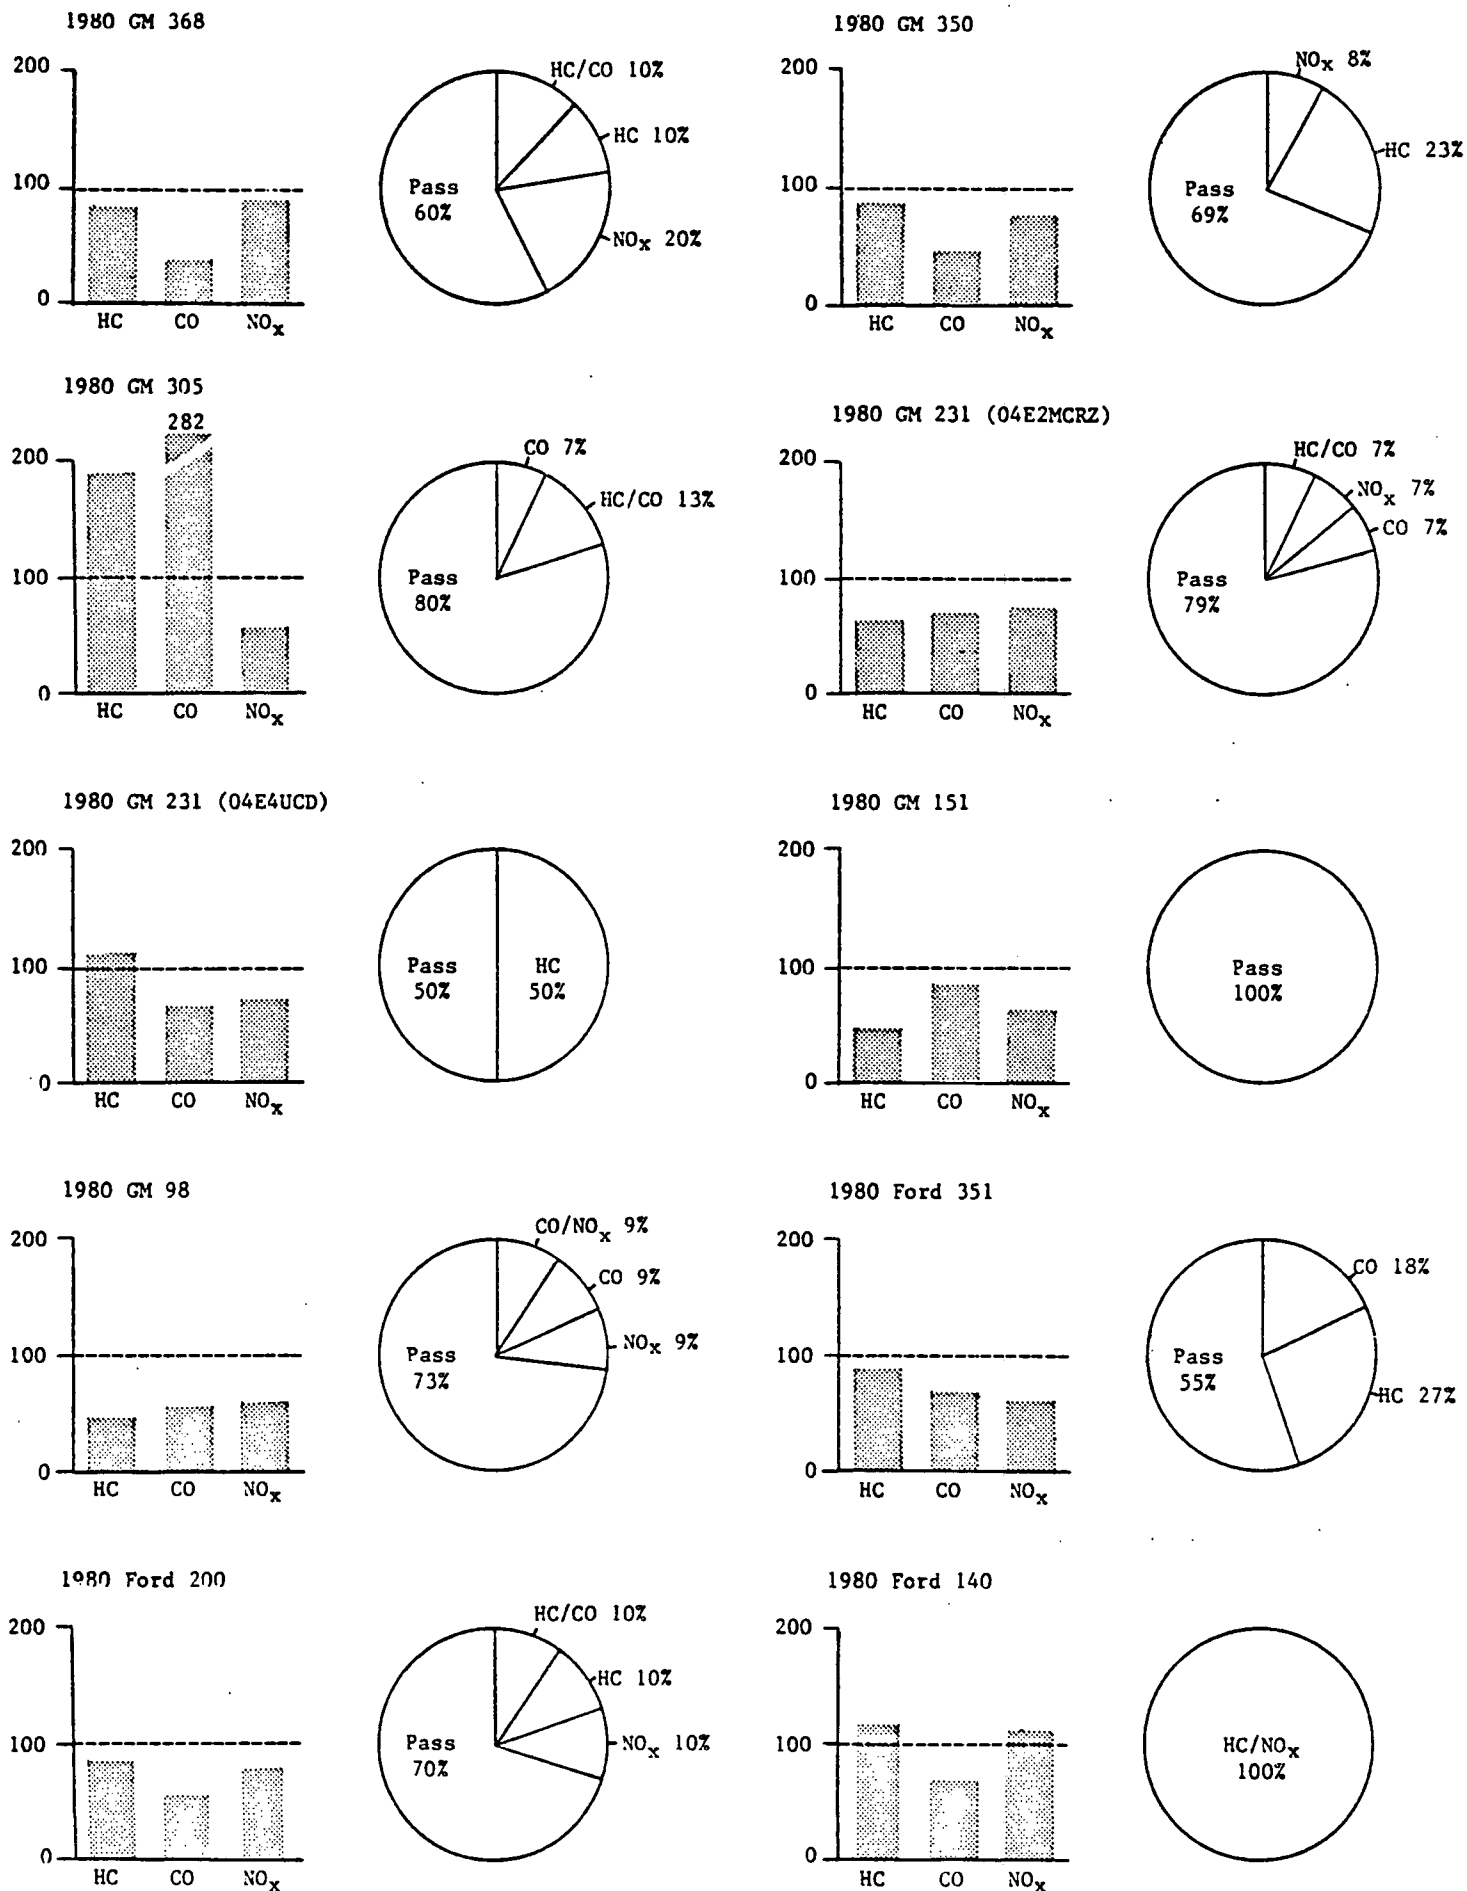 1980 GM 368
200
100
0
HC CO NOx
HC/CO 10%
HC 10%
NOx 20%
Pass
60%
1980 GM 350
200
100
0
HC CO NOx
NOx 8%
HC 23%
Pass
69%
1980 GM 305
282
200
100
0
HC CO NOx
CO 7%
HC/CO 13%
Pass
80%
1980 GM 231 (04E2MCRZ)
200
100
0
HC CO NOx
HC/CO 7%
NOx 7%
CO 7%
Pass
79%
1980 GM 231 (04E4UCD)
200
100
0
HC CO NOx
Pass
50%
HC
50%
1980 GM 151
200
100
0
HC CO NOx
Pass
100%
1980 GM 98
200
100
0
HC CO NOx
CO/NOx 9%
CO 9%
NOx 9%
Pass
73%
1980 Ford 351
200
100
0
HC CO NOx
CO 18%
HC 27%
Pass
55%
1980 Ford 200
200
100
0
HC CO NOx
HC/CO 10%
HC 10%
NOx 10%
Pass
70%
1980 Ford 140
200
100
0
HC CO NOx
HC/NOx
100%